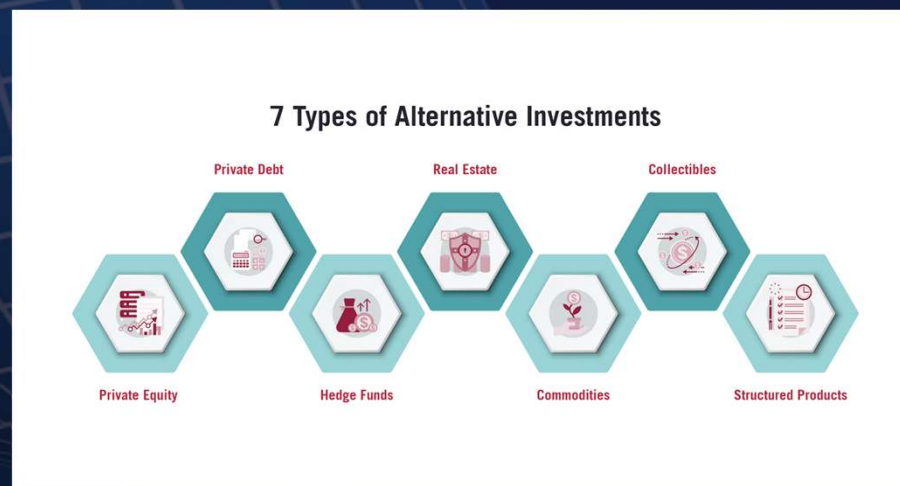 7 Types of Alternative Investments
Private Debt
Real Estate
Collectibles
Private Equity
Hedge Funds
Commodities
Structured Products